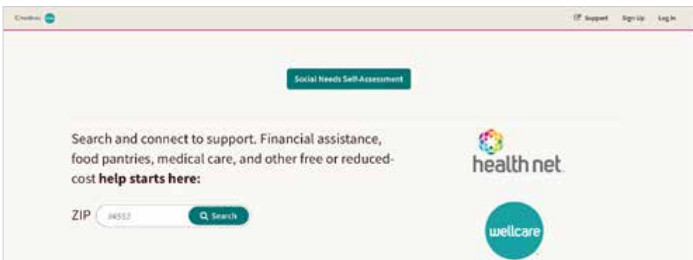 Support Sign Up Log In
Social Needs Self-Assessment
Search and connect to support. Financial assistance,
food pantries, medical care, and other free or reduced-
cost help starts here:
ZIP
Search
health net
wellcare